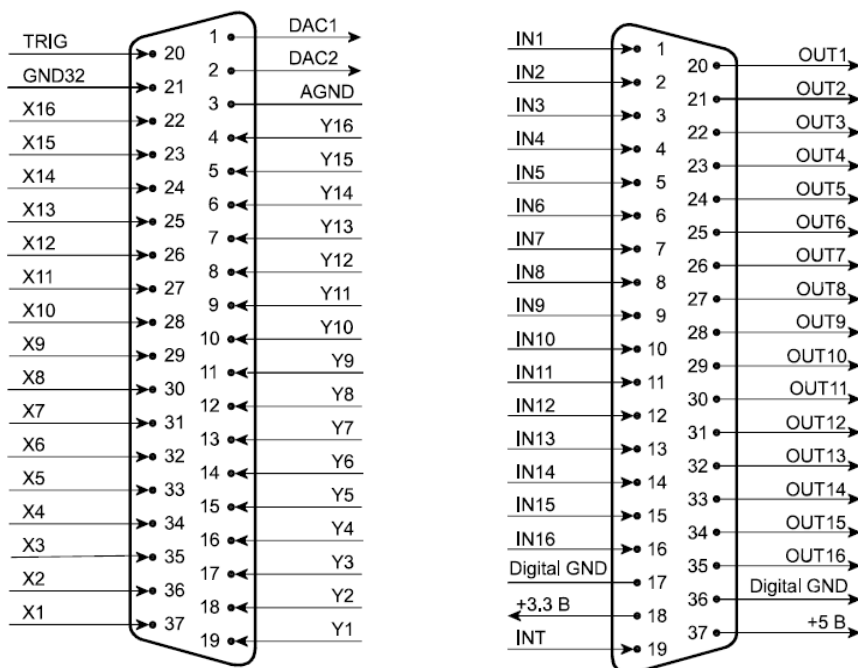 TRIG 20 1 DAC1
GND32 21 2 DAC2
X16 22 3 AGND
X15 23 4 Y16
X14 24 5 Y15
X13 25 6 Y14
X12 26 7 Y13
X11 27 8 Y12
X10 28 9 Y11
X9 29 10 Y10
X8 30 11 Y9
X7 31 12 Y8
X6 32 13 Y7
X5 33 14 Y6
X4 34 15 Y5
X3 35 16 Y4
X2 36 17 Y3
X1 37 18 Y2
19 Y1
IN1 1 20 OUT1
IN2 2 21 OUT2
IN3 3 22 OUT3
IN4 4 23 OUT4
IN5 5 24 OUT5
IN6 6 25 OUT6
IN7 7 26 OUT7
IN8 8 27 OUT8
IN9 9 28 OUT9
IN10 10 29 OUT10
IN11 11 30 OUT11
IN12 12 31 OUT12
IN13 13 32 OUT13
IN14 14 33 OUT14
IN15 15 34 OUT15
IN16 16 35 OUT16
Digital GND 17 36 Digital GND
+3.3 В 18 37 +5 В
INT 19